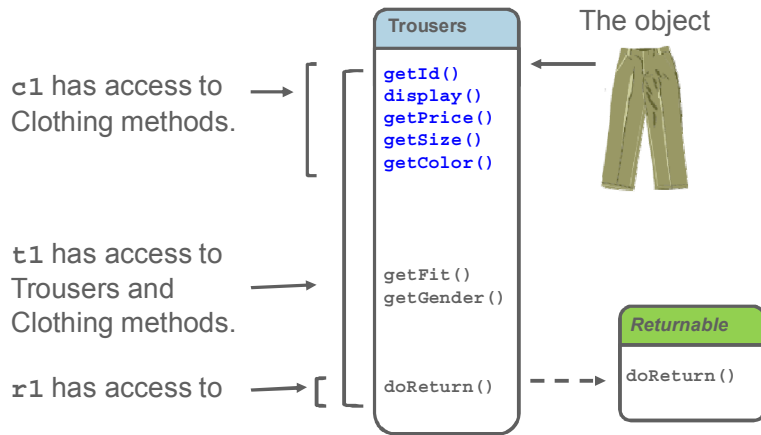 Trousers
The object
getId()
display()
getPrice()
getSize()
getColor()
c1 has access to
Clothing methods.
t1 has access to
Trousers and
Clothing methods.
getFit()
getGender()
Returnable
r1 has access to
doReturn()
doReturn()